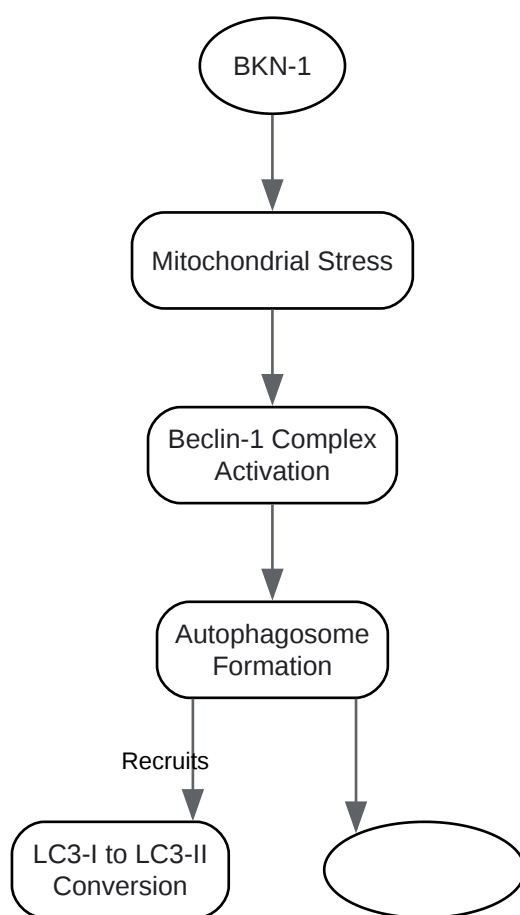 BKN-1
Mitochondrial Stress
Beclin-1 Complex
Activation
Autophagosome
Formation
Recruits
LC3-I to LC3-II
Conversion